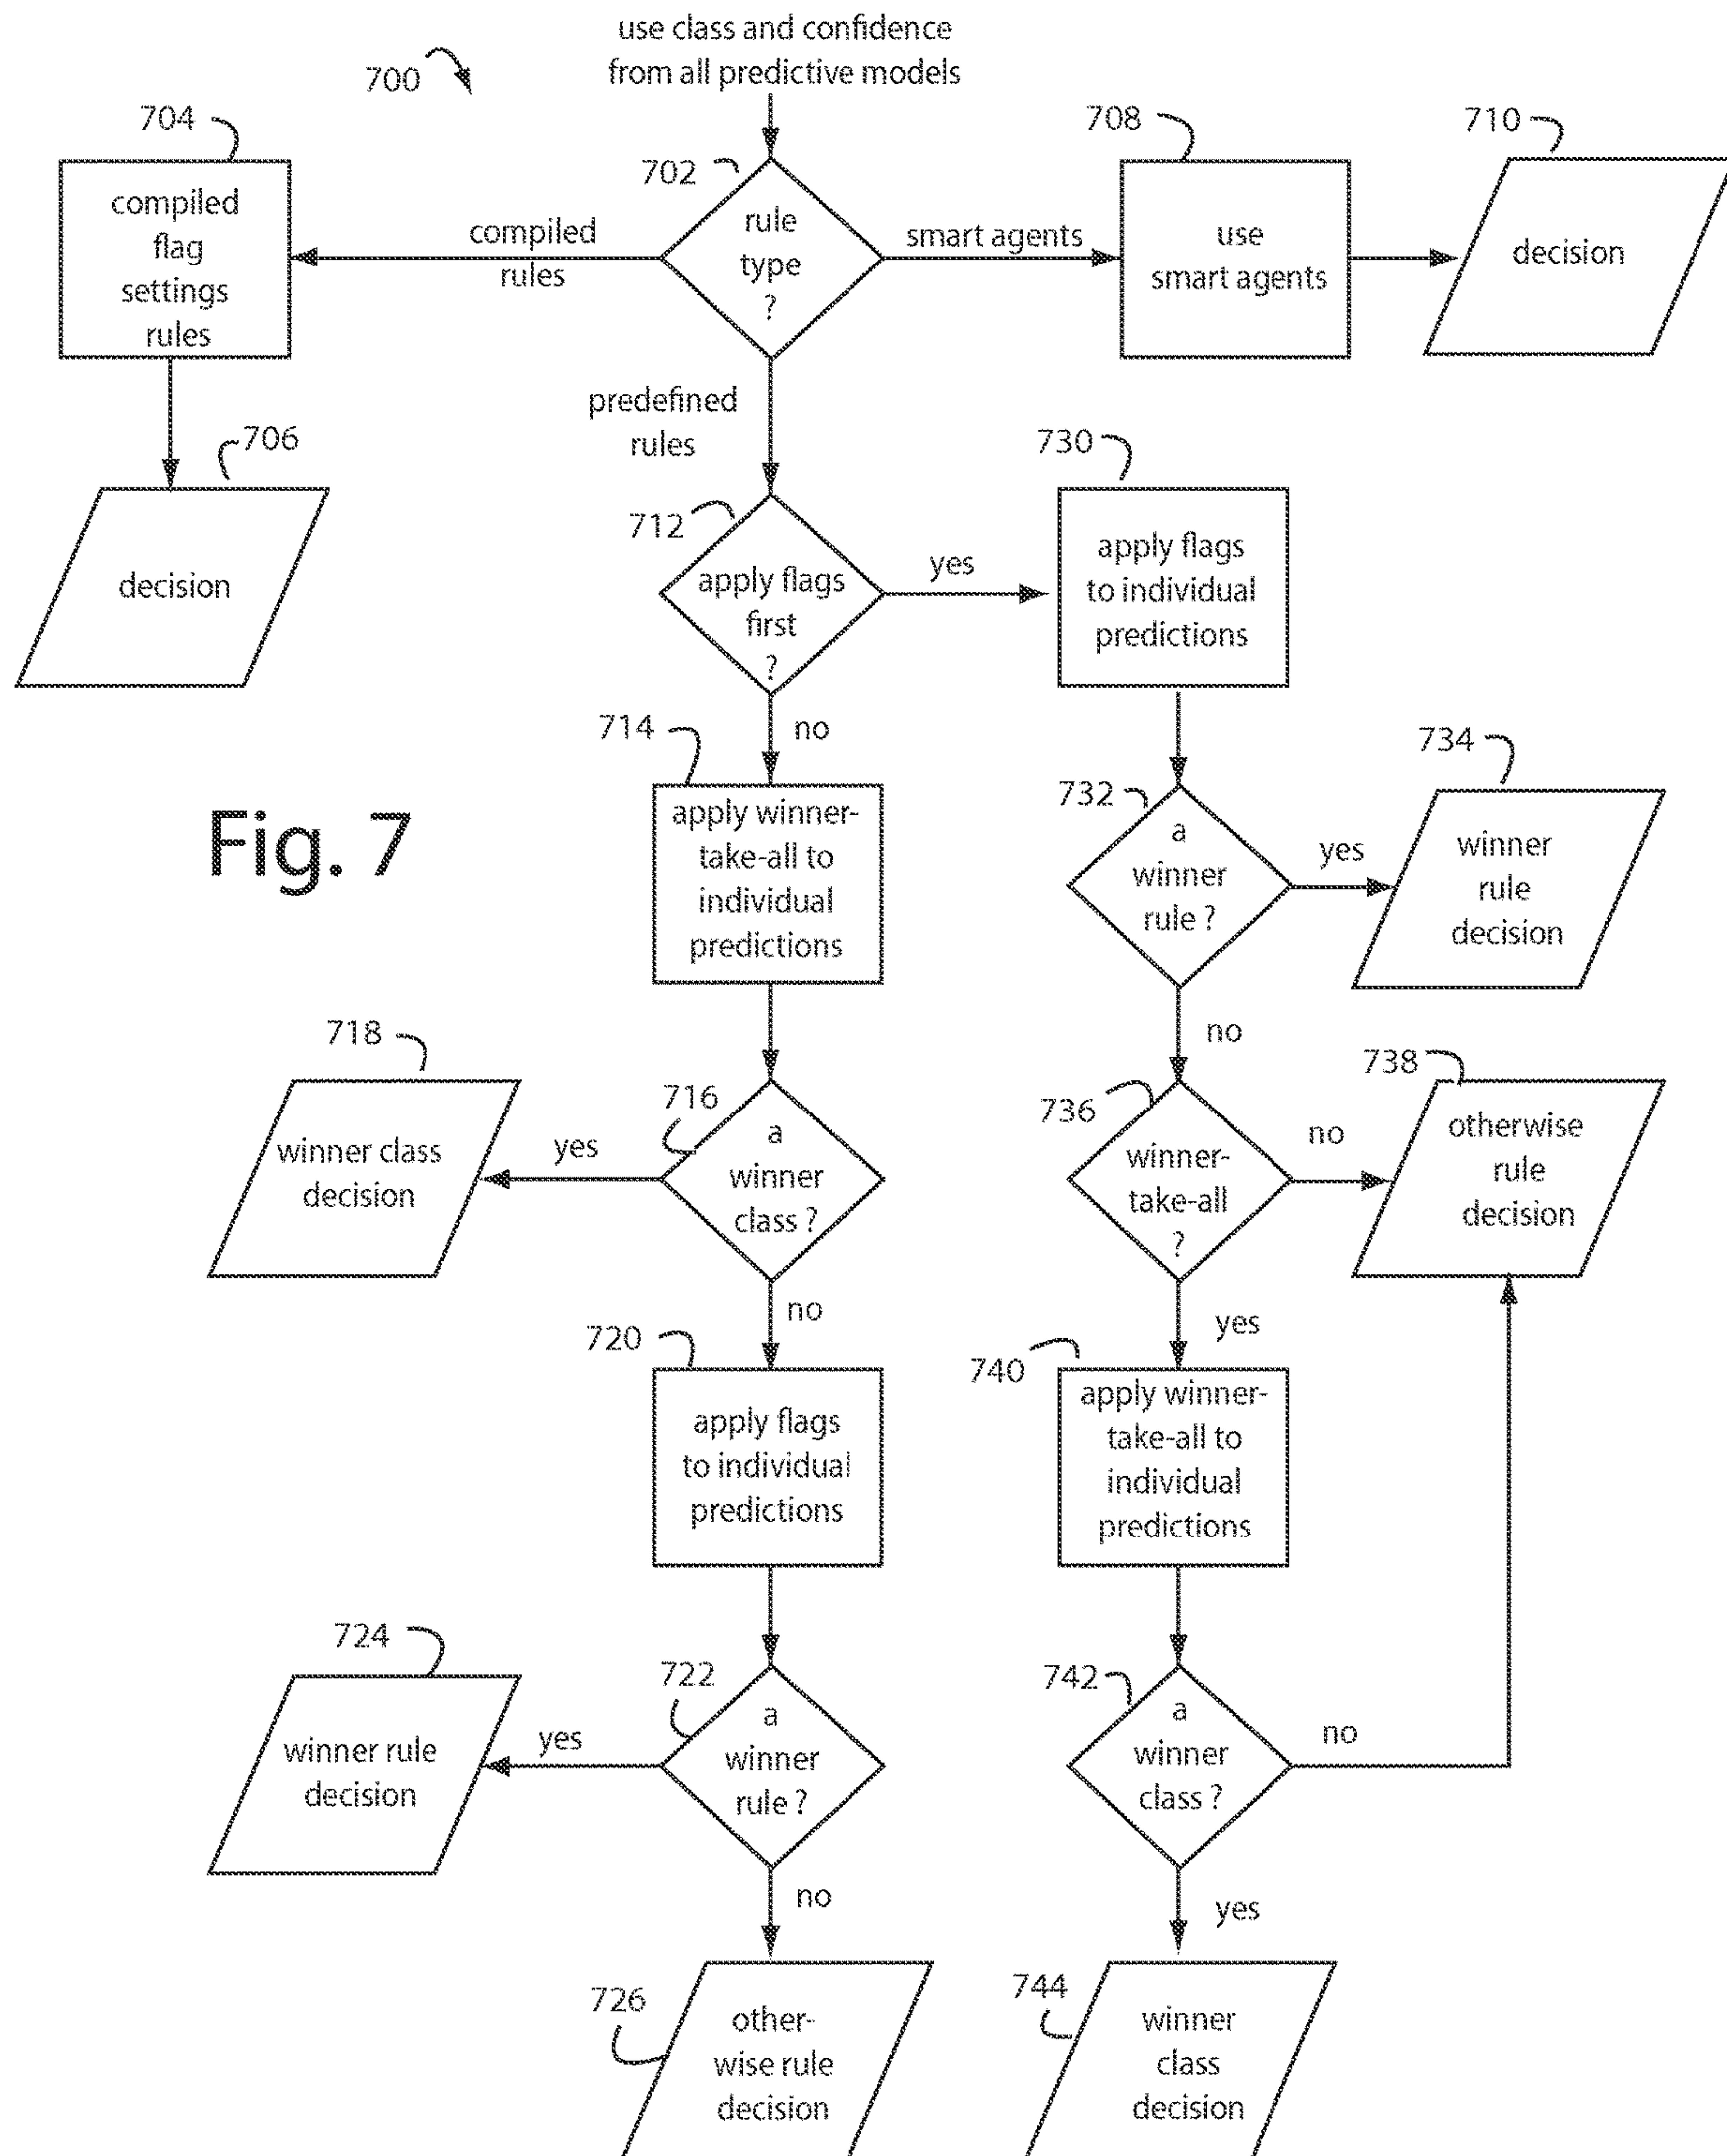 use class and confidence
from all predictive models
700
704
compiled
flag
settings
rules
702
rule
type
?
compiled
rules
smart agents
708
use
smart agents
710
decision
predefined
rules
706
decision
712
apply flags
first
?
yes
730
apply flags
to individual
predictions
no
714
apply winner-
take-all to
individual
predictions
Fig. 7
732
a
winner
rule ?
yes
734
winner
rule
decision
no
718
winner class
decision
yes
716
a
winner
class ?
736
winner-
take-all
?
no
738
otherwise
rule
decision
no
yes
720
apply flags
to individual
predictions
740
apply winner-
take-all to
individual
predictions
724
winner rule
decision
yes
722
a
winner
rule ?
742
a
winner
class ?
no
no
yes
726
other-
wise rule
decision
744
winner
class
decision